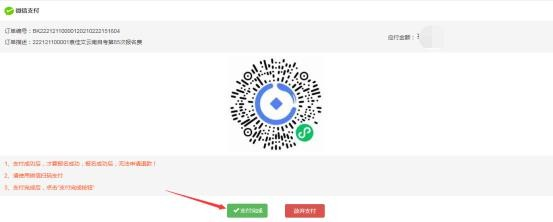 微信支付
订单编号：BK22212110000120210222151604
订单描述：222121100001袁佳文云南自考第85次报名费
应付金额：
1、支付成功后，才算报名成功；报名成功后，无法申请退款！
2、请使用微信扫码支付
3、支付完成后，点击“支付完成按钮”
支付完成
放弃支付